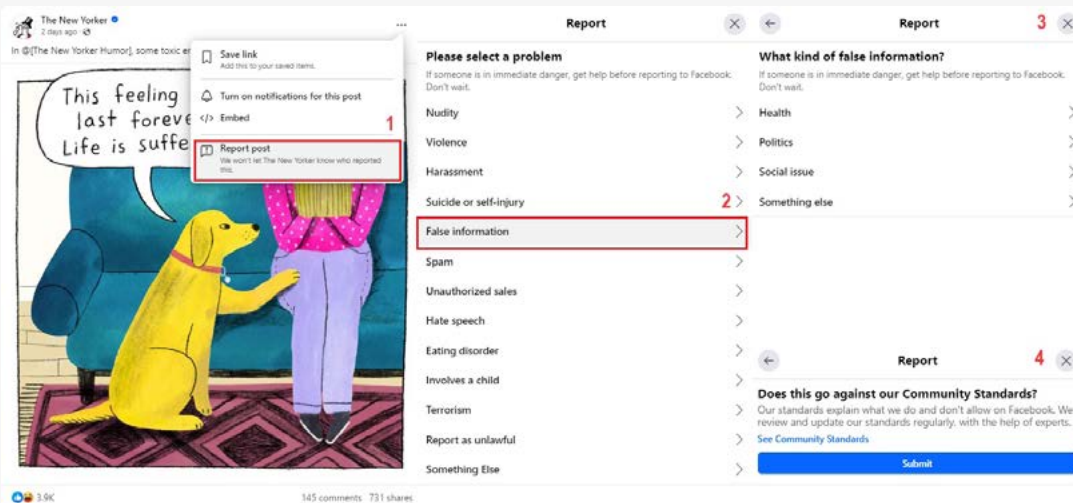 The New Yorker
2 days ago
In @[The New Yorker Humor], some toxic
This feeling
last foreve
Life is suffe
Save link
Add this to your saved items.
Turn on notifications for this post
</> Embed
1
Report post
We won't let The New Yorker know who reported
this.
3.9K
145 comments 731 shares
Report
Please select a problem
If someone is in immediate danger, get help before reporting to Facebook.
Don't wait.
Nudity
Violence
Harassment
Suicide or self-injury
2
False information
Spam
Unauthorized sales
Hate speech
Eating disorder
Involves a child
Terrorism
Report as unlawful
Something Else
Report
3
What kind of false information?
If someone is in immediate danger, get help before reporting to Facebook.
Don't wait.
Health
Politics
Social issue
Something else
Report
4
Does this go against our Community Standards?
Our standards explain what we do and don't allow on Facebook. We
review and update our standards regularly. with the help of experts.
See Community Standards
Submit